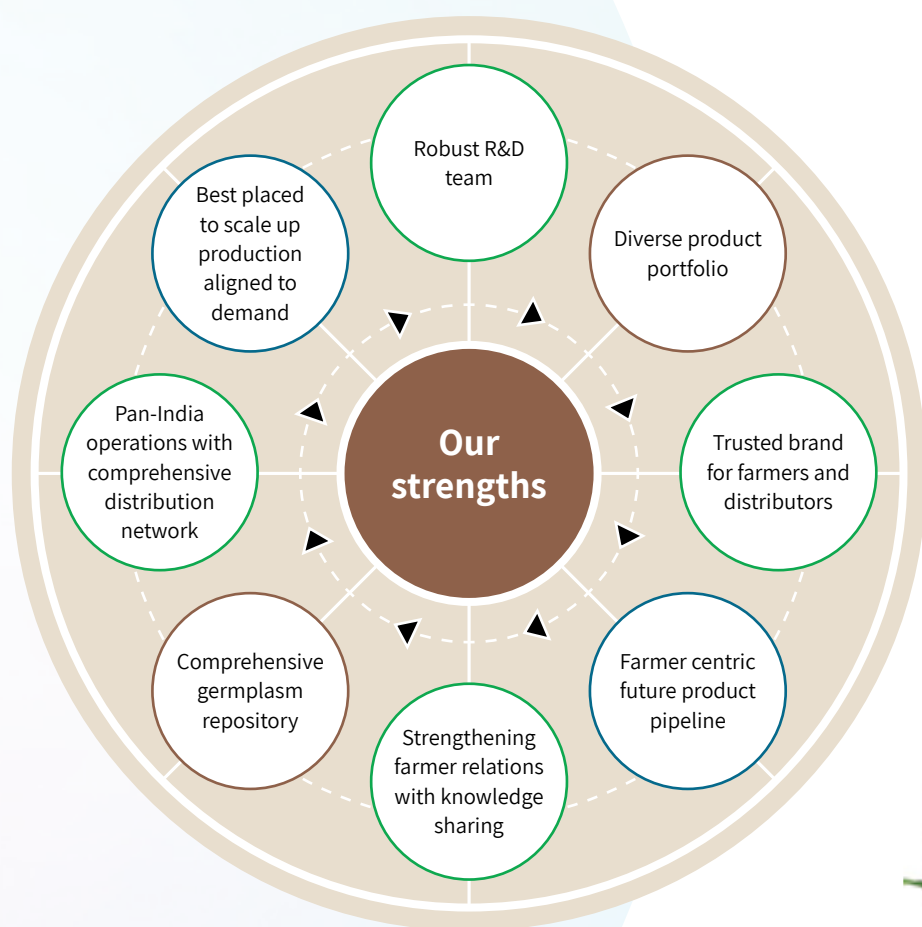 Robust R&D
team
Diverse product
portfolio
Trusted brand
for farmers and
distributors
Farmer centric
future product
pipeline
Strengthening
farmer relations
with knowledge
sharing
Comprehensive
germplasm
repository
Pan-India
operations with
comprehensive
distribution
network
Best placed
to scale up
production
aligned to
demand
Our
strengths